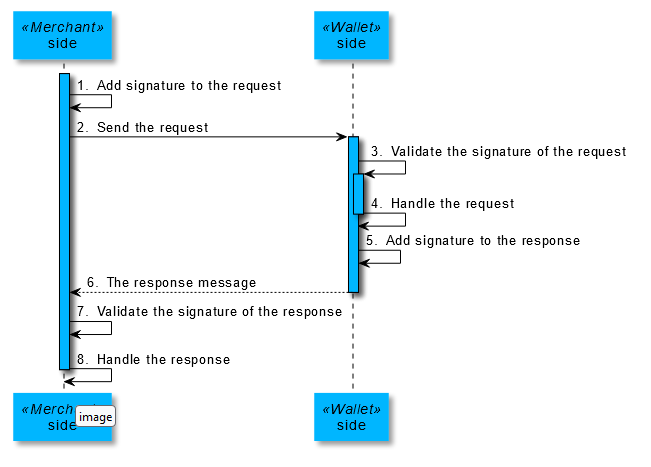 «Merchant»
side
«Wallet»
side
1. Add signature to the request
2. Send the request
3. Validate the signature of the request
4. Handle the request
5. Add signature to the response
6. The response message
7. Validate the signature of the response
8. Handle the response
«Merchant»
side
image
«Wallet»
side